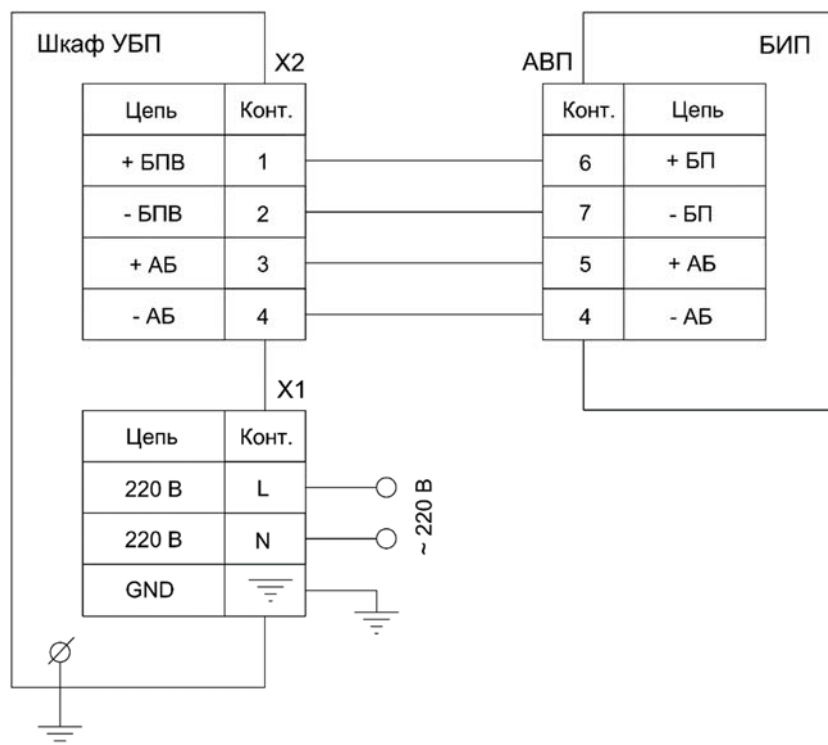 Шкаф УБП
X2
Цепь Конт.
+ БПВ 1
- БПВ 2
+ АБ 3
- АБ 4
X1
Цепь Конт.
220 В L
220 В N
GND
~ 220 В
АВП
БИП
Конт. Цепь
6 + БП
7 - БП
5 + АБ
4 - АБ